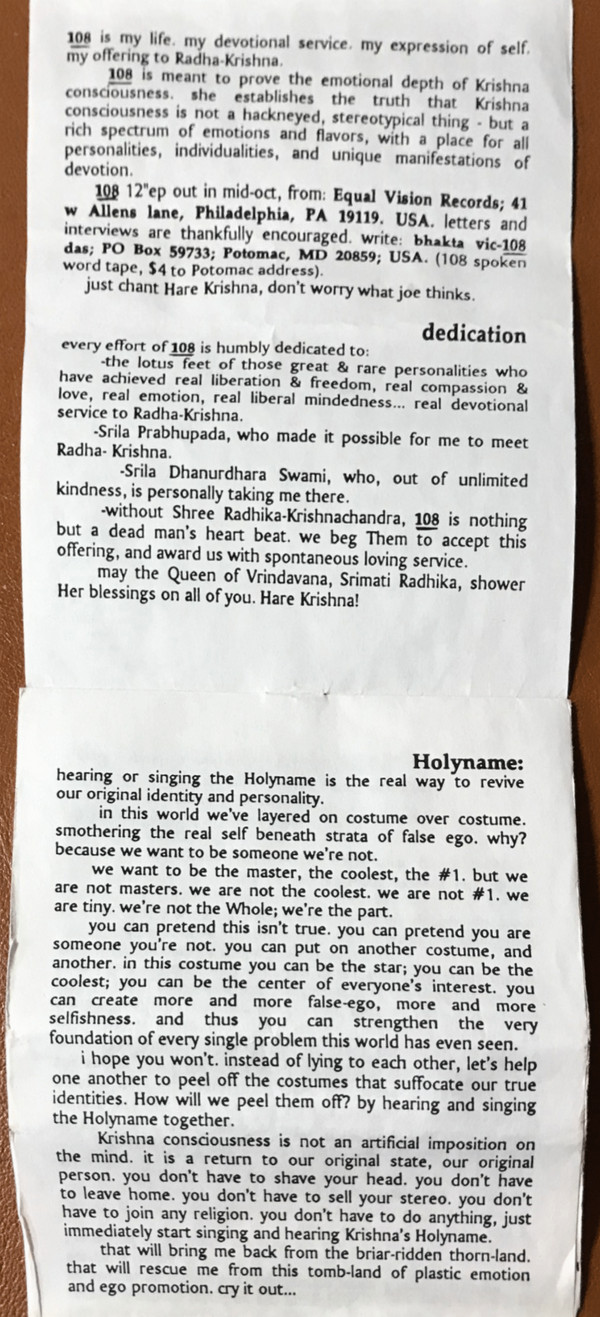 108 is my life. my devotional service. my expression of self.
my offering to Radha-Krishna.
108 is meant to prove the emotional depth of Krishna
consciousness. she establishes the truth that Krishna
consciousness is not a hackneyed, stereotypical thing - but a
rich spectrum of emotions and flavors, with a place for all
personalities, individualities, and unique manifestations of
devotion.
108 12"ep out in mid-oct, from: Equal Vision Records; 41
w Allens lane, Philadelphia, PA 19119. USA. letters and
interviews are thankfully encouraged. write: bhakta vic-108
das; PO Box 59733; Potomac, MD 20859; USA. (108 spoken
word tape, $4 to Potomac address).
just chant Hare Krishna, don't worry what joe thinks.
dedication
every effort of 108 is humbly dedicated to:
-the lotus feet of those great & rare personalities who
have achieved real liberation & freedom, real compassion &
love, real emotion, real liberal mindedness... real devotional
service to Radha-Krishna.
-Srila Prabhupada, who made it possible for me to meet
Radha- Krishna.
-Srila Dhanurdhara Swami, who, out of unlimited
kindness, is personally taking me there.
-without Shree Radhika-Krishnachandra, 108 is nothing
but a dead man's heart beat. we beg Them to accept this
offering, and award us with spontaneous loving service.
may the Queen of Vrindavana, Srimati Radhika, shower
Her blessings on all of you. Hare Krishna!
Holyname:
hearing or singing the Holyname is the real way to revive
our original identity and personality.
in this world we've layered on costume over costume.
smothering the real self beneath strata of false ego. why?
because we want to be someone we're not.
we want to be the master, the coolest, the #1. but we
are not masters. we are not the coolest. we are not #1. we
are tiny. we're not the Whole; we're the part.
you can pretend this isn't true. you can pretend you are
someone you're not. you can put on another costume, and
another. in this costume you can be the star; you can be the
coolest; you can be the center of everyone's interest. you
can create more and more false-ego, more and more
selfishness. and thus you can strengthen the very
foundation of every single problem this world has even seen.
i hope you won't. instead of lying to each other, let's help
one another to peel off the costumes that suffocate our true
identities. How will we peel them off? by hearing and singing
the Holyname together.
Krishna consciousness is not an artificial imposition on
the mind. it is a return to our original state, our original
person. you don't have to shave your head. you don't have
to leave home. you don't have to sell your stereo. you don't
have to join any religion. you don't have to do anything, just
immediately start singing and hearing Krishna's Holyname.
that will bring me back from the briar-ridden thorn-land.
that will rescue me from this tomb-land of plastic emotion
and ego promotion. cry it out...